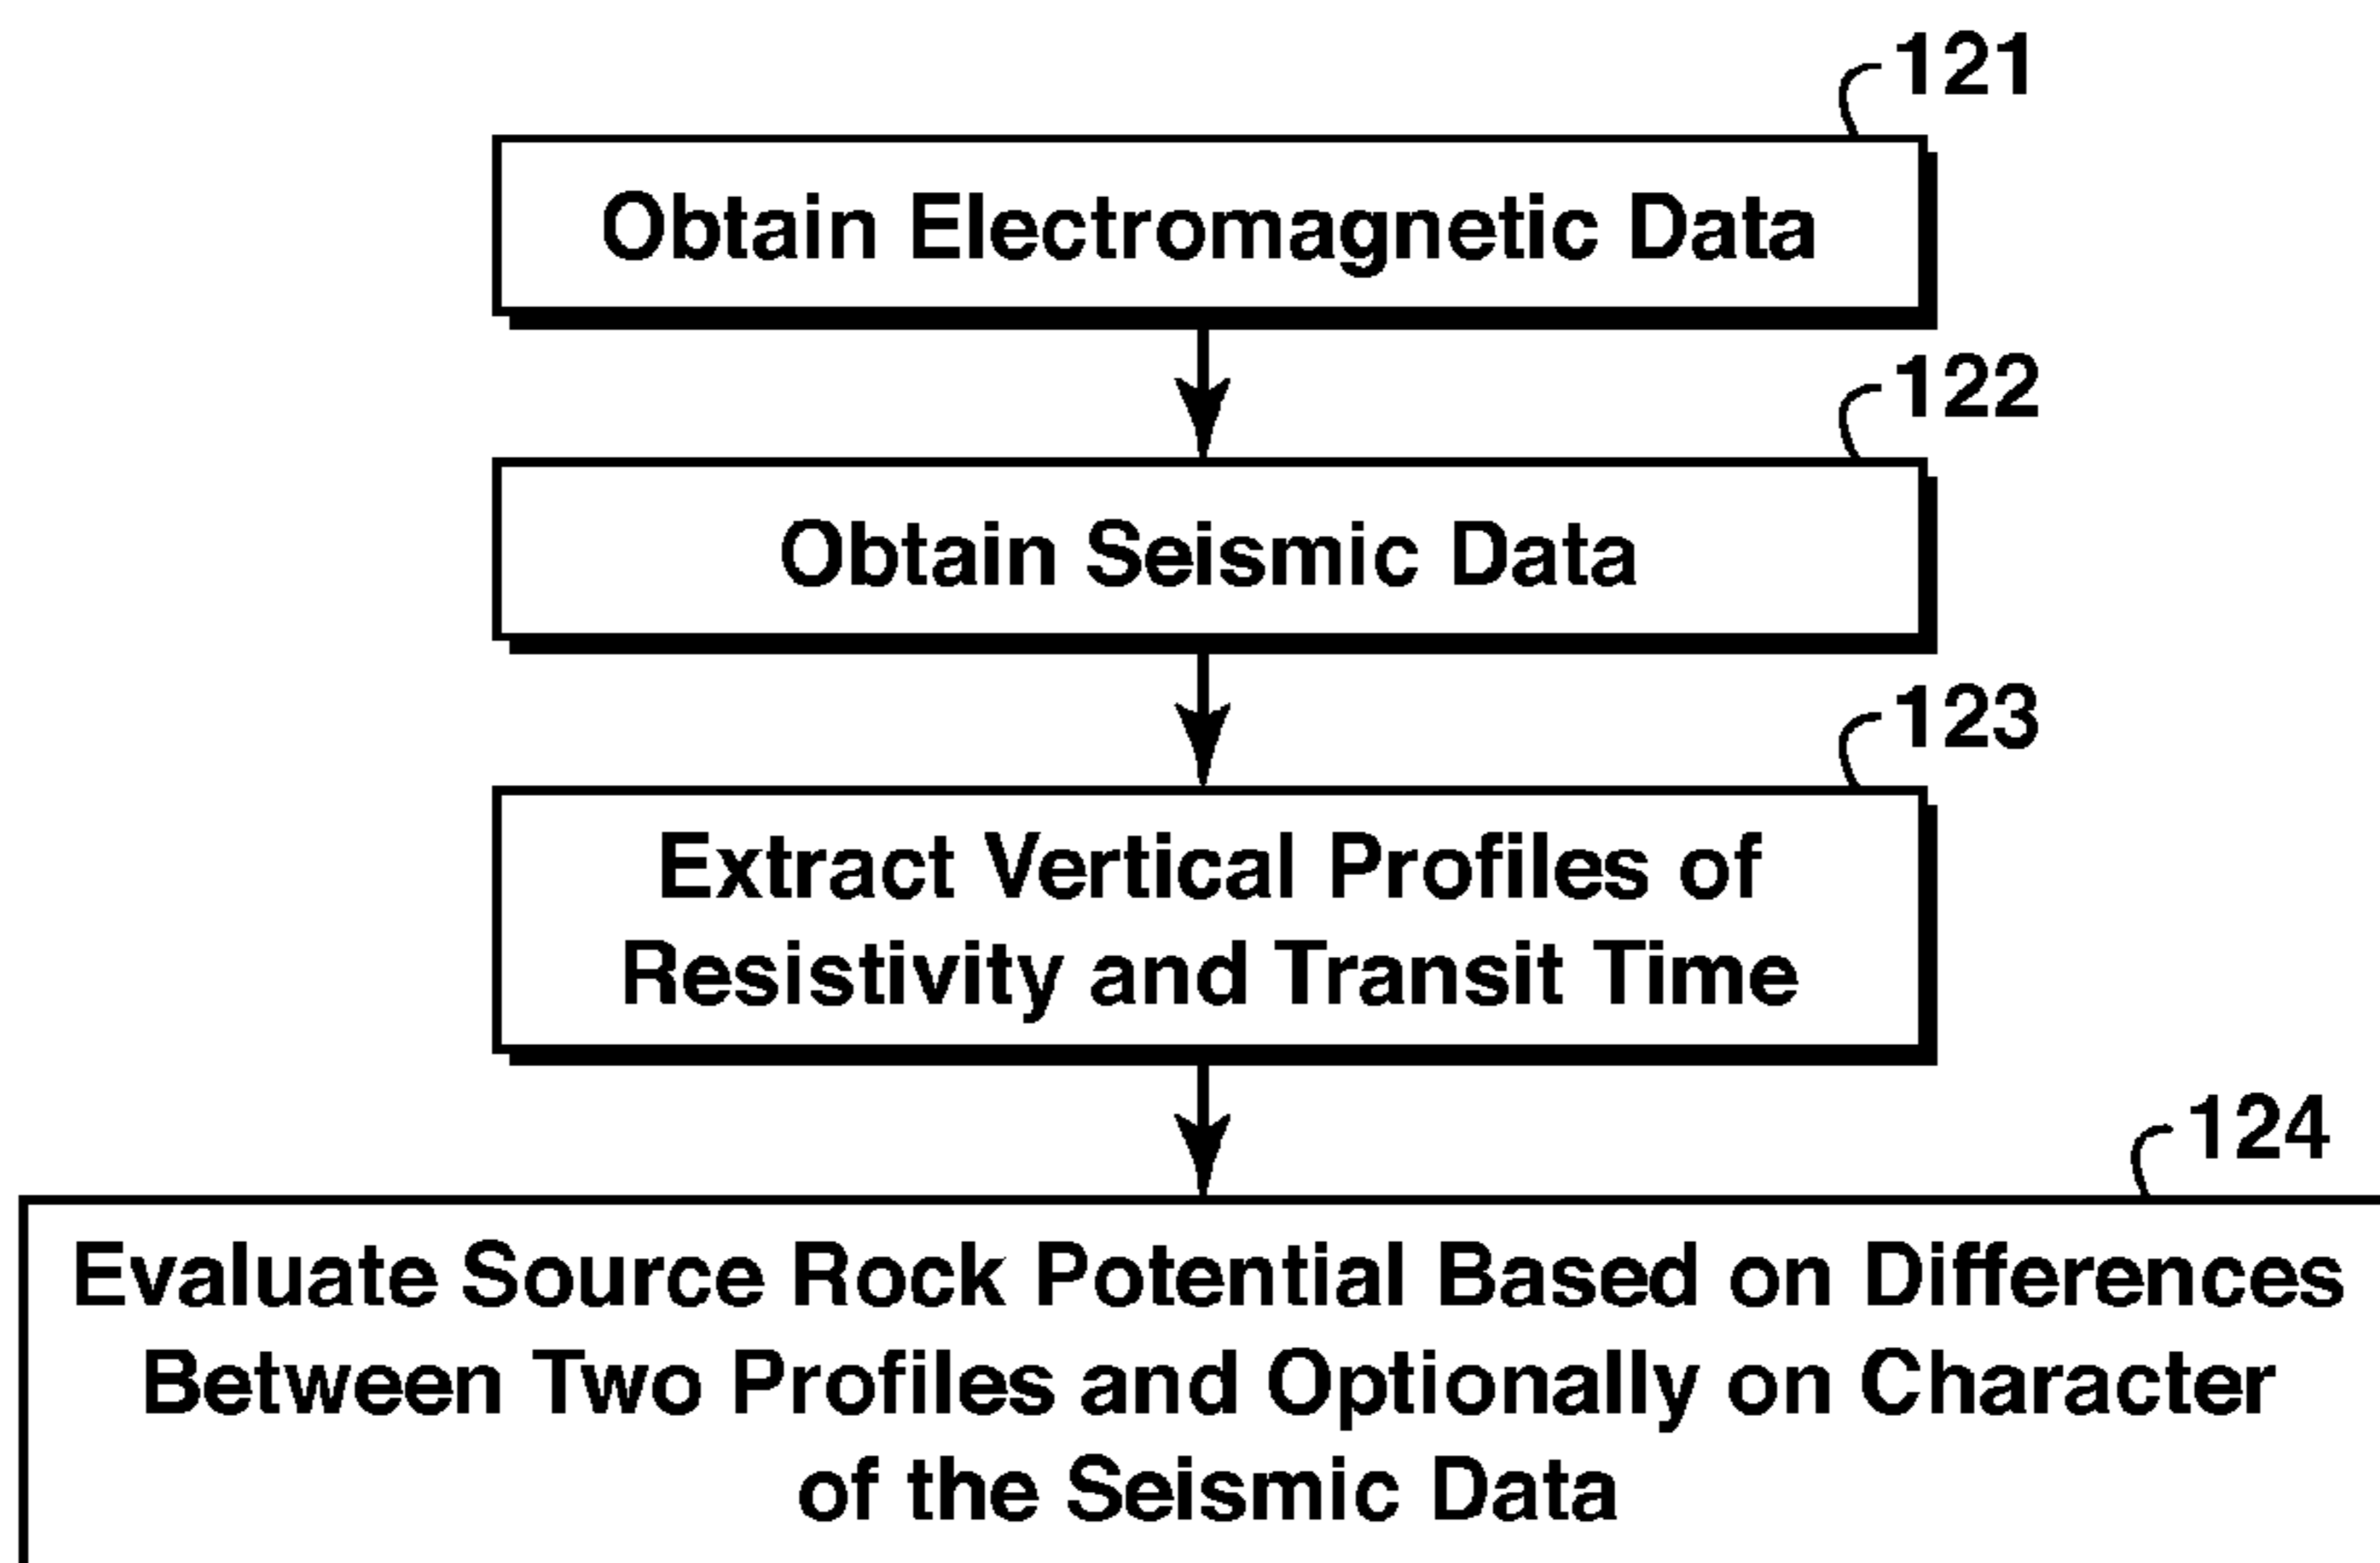 121
Obtain Electromagnetic Data
122
Obtain Seismic Data
123
Extract Vertical Profiles of
Resistivity and Transit Time
124
Evaluate Source Rock Potential Based on Differences
Between Two Profiles and Optionally on Character
of the Seismic Data